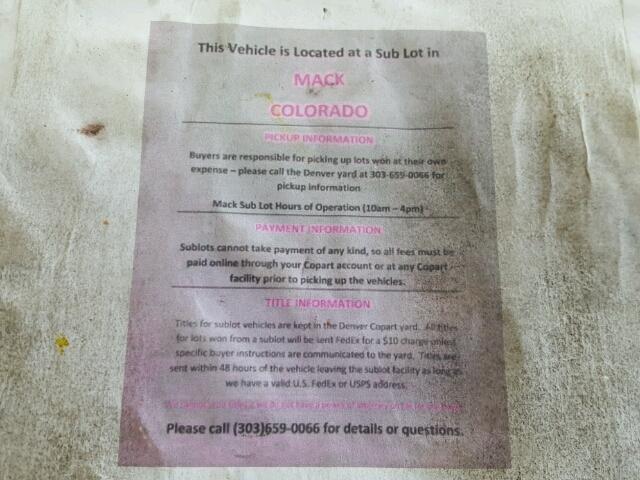 This Vehicle is Located at a Sub Lot in
MACK
COLORADO
PICKUP INFORMATION
Buyers are responsible for picking up lots won at their own
expense – please call the Denver yard at 303-659-0066 for
pickup information
Mack Sub Lot Hours of Operation (10am – 4pm)
PAYMENT INFORMATION
Sublots cannot take payment of any kind, so all fees must be
paid online through your Copart account or at any Copart
facility prior to picking up the vehicles.
TITLE INFORMATION
Titles for sublot vehicles are kept in the Denver Copart yard. All titles
for lots won from a sublot will be sent FedEx for a $10 charge unless
specific buyer instructions are communicated to the yard. Titles are
sent within 48 hours of the vehicle leaving the sublot facility as long as
we have a valid U.S. FedEx or USPS address.
Please call (303)659-0066 for details or questions.